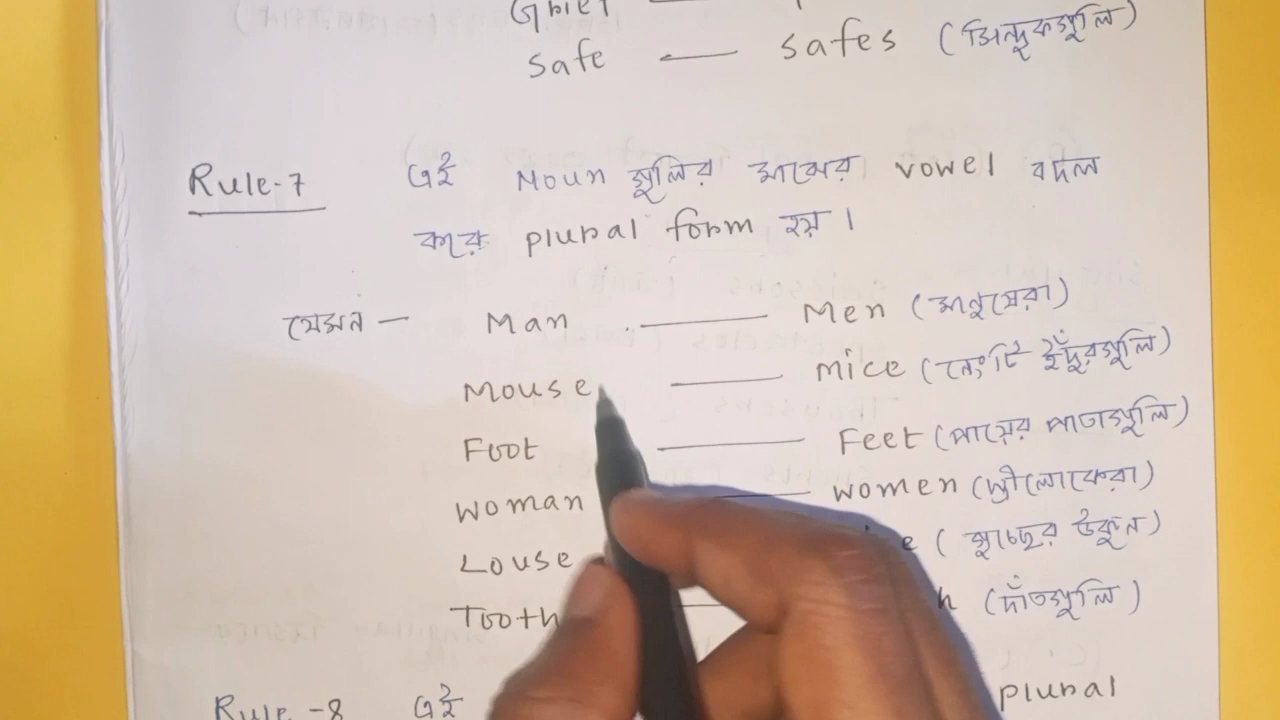 safe — safes (সিন্দুকগুলি)
Rule-7 এই Noun গুলির মাঝের vowel বদল
করে plural form হয়।
যেমন — Man — Men (মানুষেরা)
Mouse — mice (নেংটি ইঁদুরগুলি)
Foot — Feet (পায়ের পাতাগুলি)
woman — women (স্ত্রীলোকেরা)
Louse (গুচ্ছের উকুন)
Tooth (দাঁতগুলি)
Rule-8 এই plural